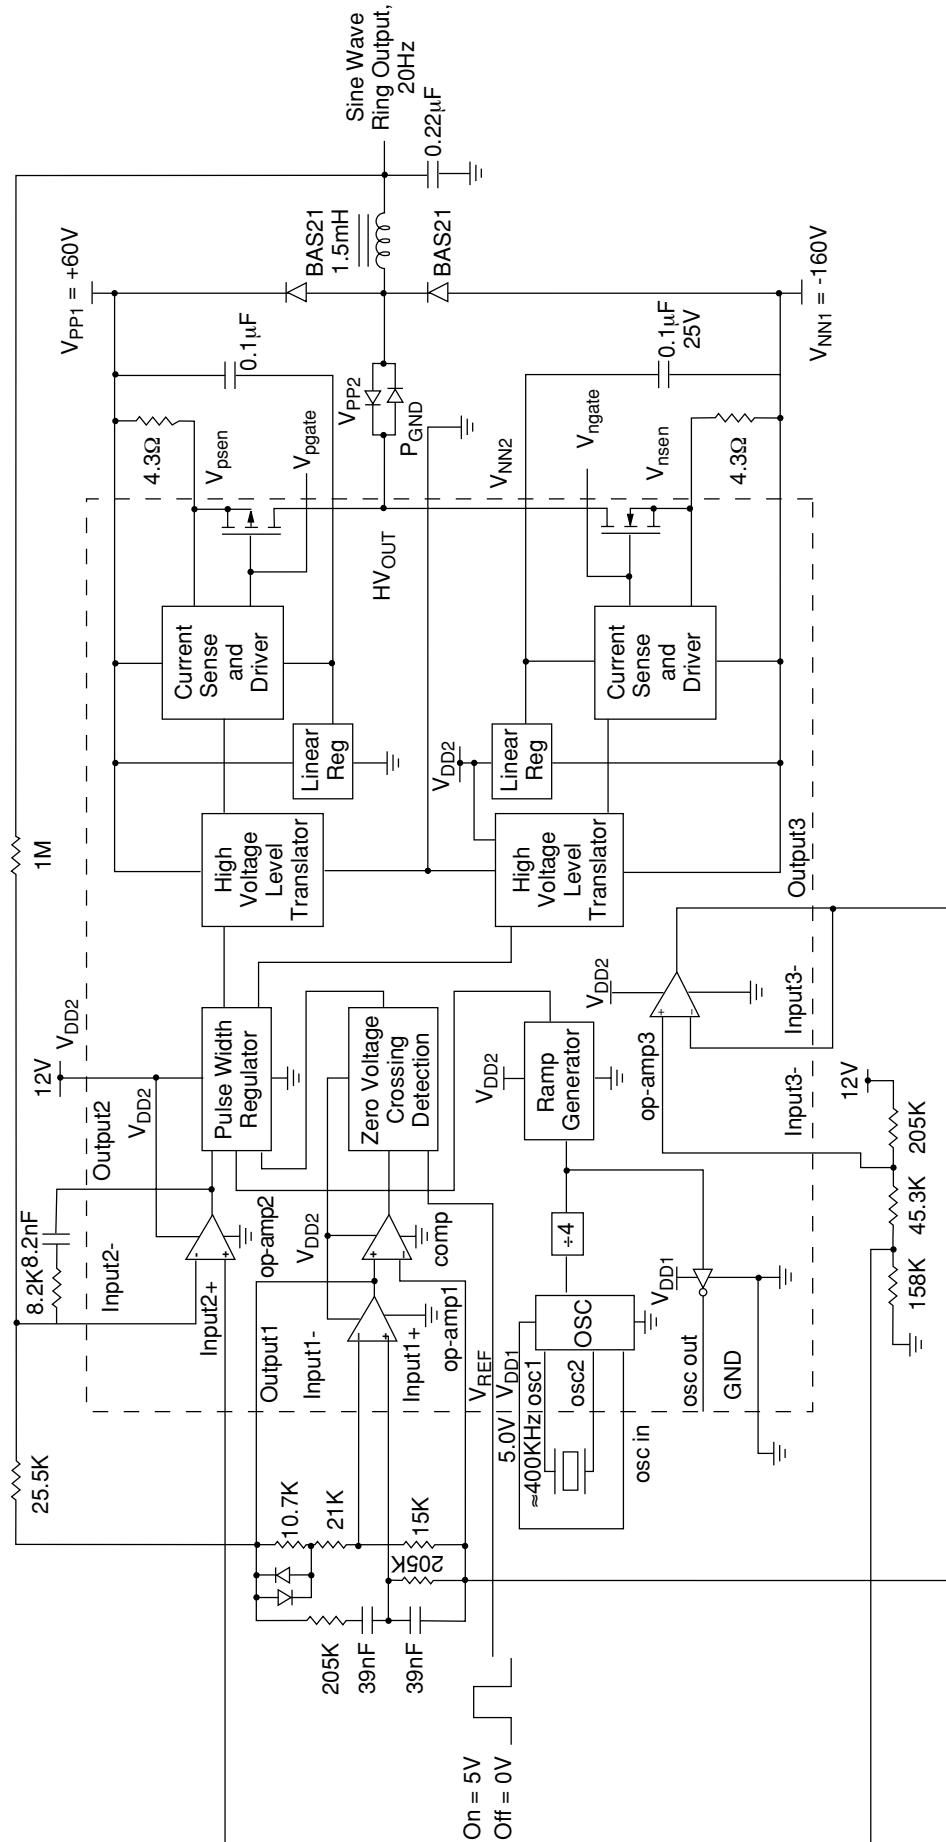 Sine Wave
Ring Output,
20Hz
0.22µF
1M
VPP1 = +60V
BAS21
1.5mH
BAS21
VNN1 = -160V
0.1µF
VPP2
PGND
0.1µF
25V
4.3Ω
Vpsen
Vpgate
VNN2
Vngate
Vnsen
4.3Ω
HVOUT
Current
Sense
and
Driver
Current
Sense
and
Driver
Linear
Reg
VDD2
Linear
Reg
High
Voltage
Level
Translator
High
Voltage
Level
Translator
Output3
12V
VDD2
VDD2
Output2
Pulse Width
Regulator
Zero Voltage
Crossing
Detection
VDD2
Ramp
Generator
VDD2
op-amp3
+
–
Input3-
Input3-
12V
205K
45.3K
158K
8.2nF
8.2K
Input2-
Input2+
-
+
op-amp2
VDD2
+
–
comp
÷4
Output1
Input1-
–
+
Input1+
op-amp1
VREF
VDD1
5.0V
≈400KHz
osc1
osc2
OSC
osc in
VDD1
osc out
GND
25.5K
10.7K
21K
15K
205K
205K
39nF
39nF
On = 5V
Off = 0V